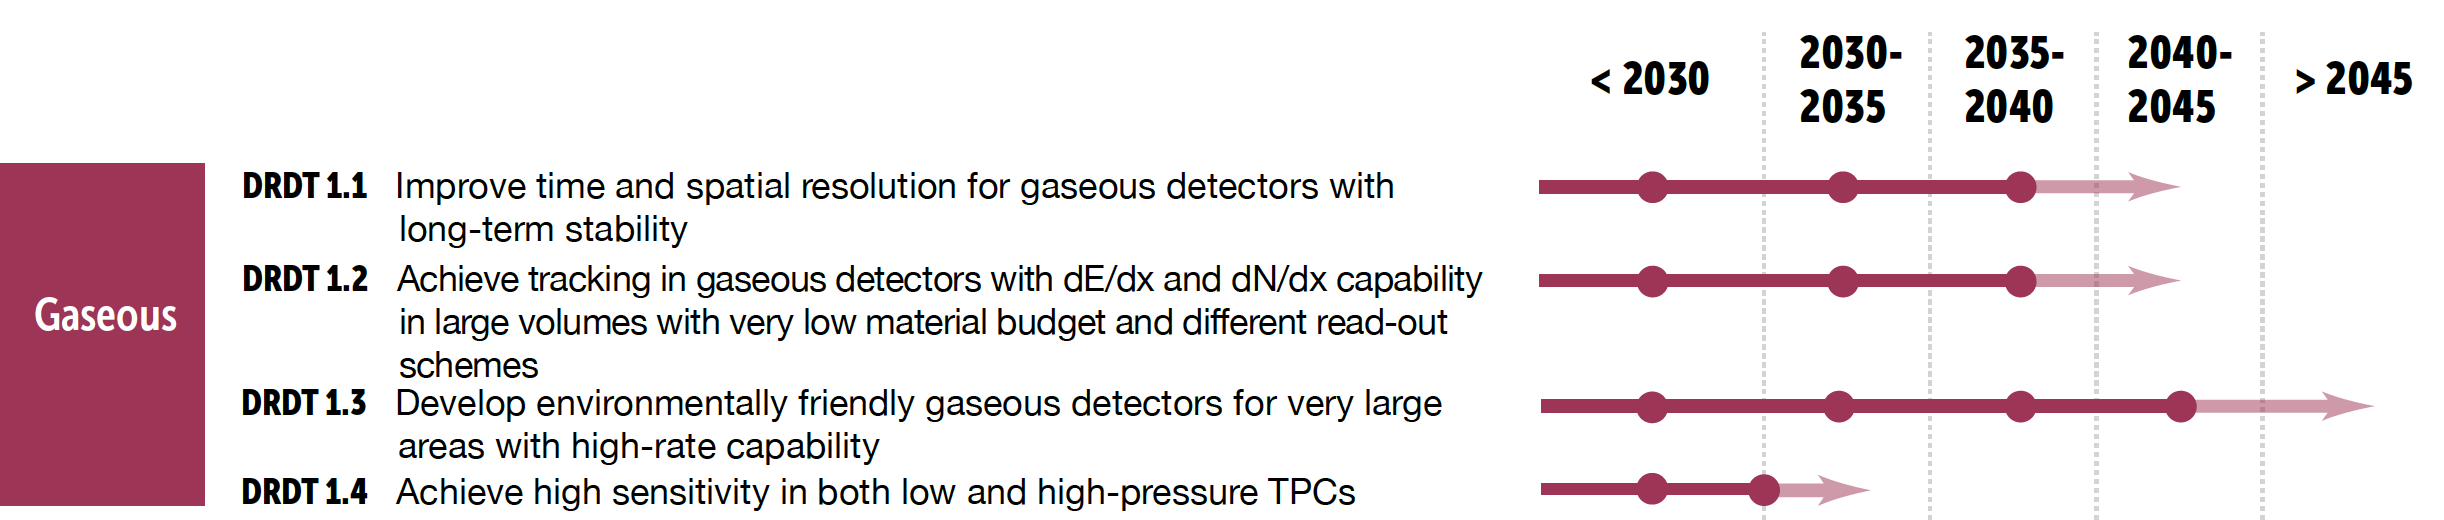 < 2030
2030-
2035
2035-
2040
2040-
2045
> 2045
Gaseous
DRDT 1.1 Improve time and spatial resolution for gaseous detectors with
long-term stability
DRDT 1.2 Achieve tracking in gaseous detectors with dE/dx and dN/dx capability
in large volumes with very low material budget and different read-out
schemes
DRDT 1.3 Develop environmentally friendly gaseous detectors for very large
areas with high-rate capability
DRDT 1.4 Achieve high sensitivity in both low and high-pressure TPCs